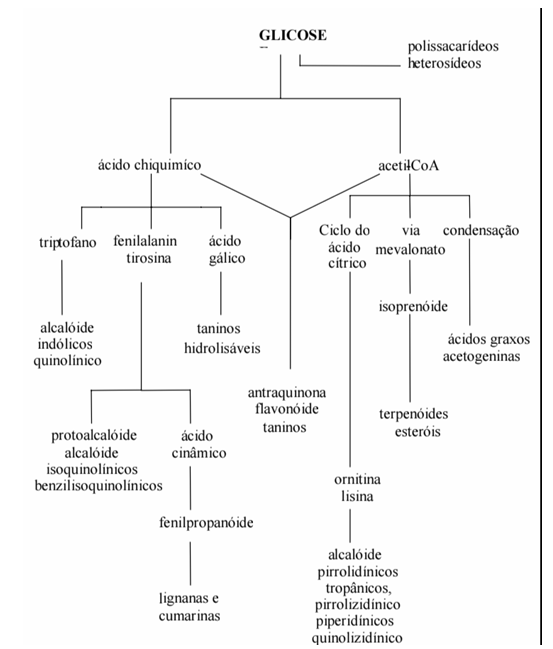 GLICOSE
polissacarídeos
heterosídeos
ácido chiquimíco
acetil-CoA
triptofano
fenilalanin
tirosina
ácido
gálico
Ciclo do
ácido
cítrico
via
mevalonato
condensação
isoprenóide
alcalóide
indólicos
quinolínico
taninos
hidrolisáveis
ácidos graxos
acetogeninas
antraquinona
flavonóide
taninos
terpenóides
esteróis
protoalcalóide
alcalóide
isoquinolínicos
benzilisoquinolínicos
ácido
cinâmico
ornitina
lisina
fenilpropanóide
alcalóide
pirrolidínicos
tropânicos,
pirrolizidínico
piperidínicos
quinolizidínico
lignanas e
cumarinas